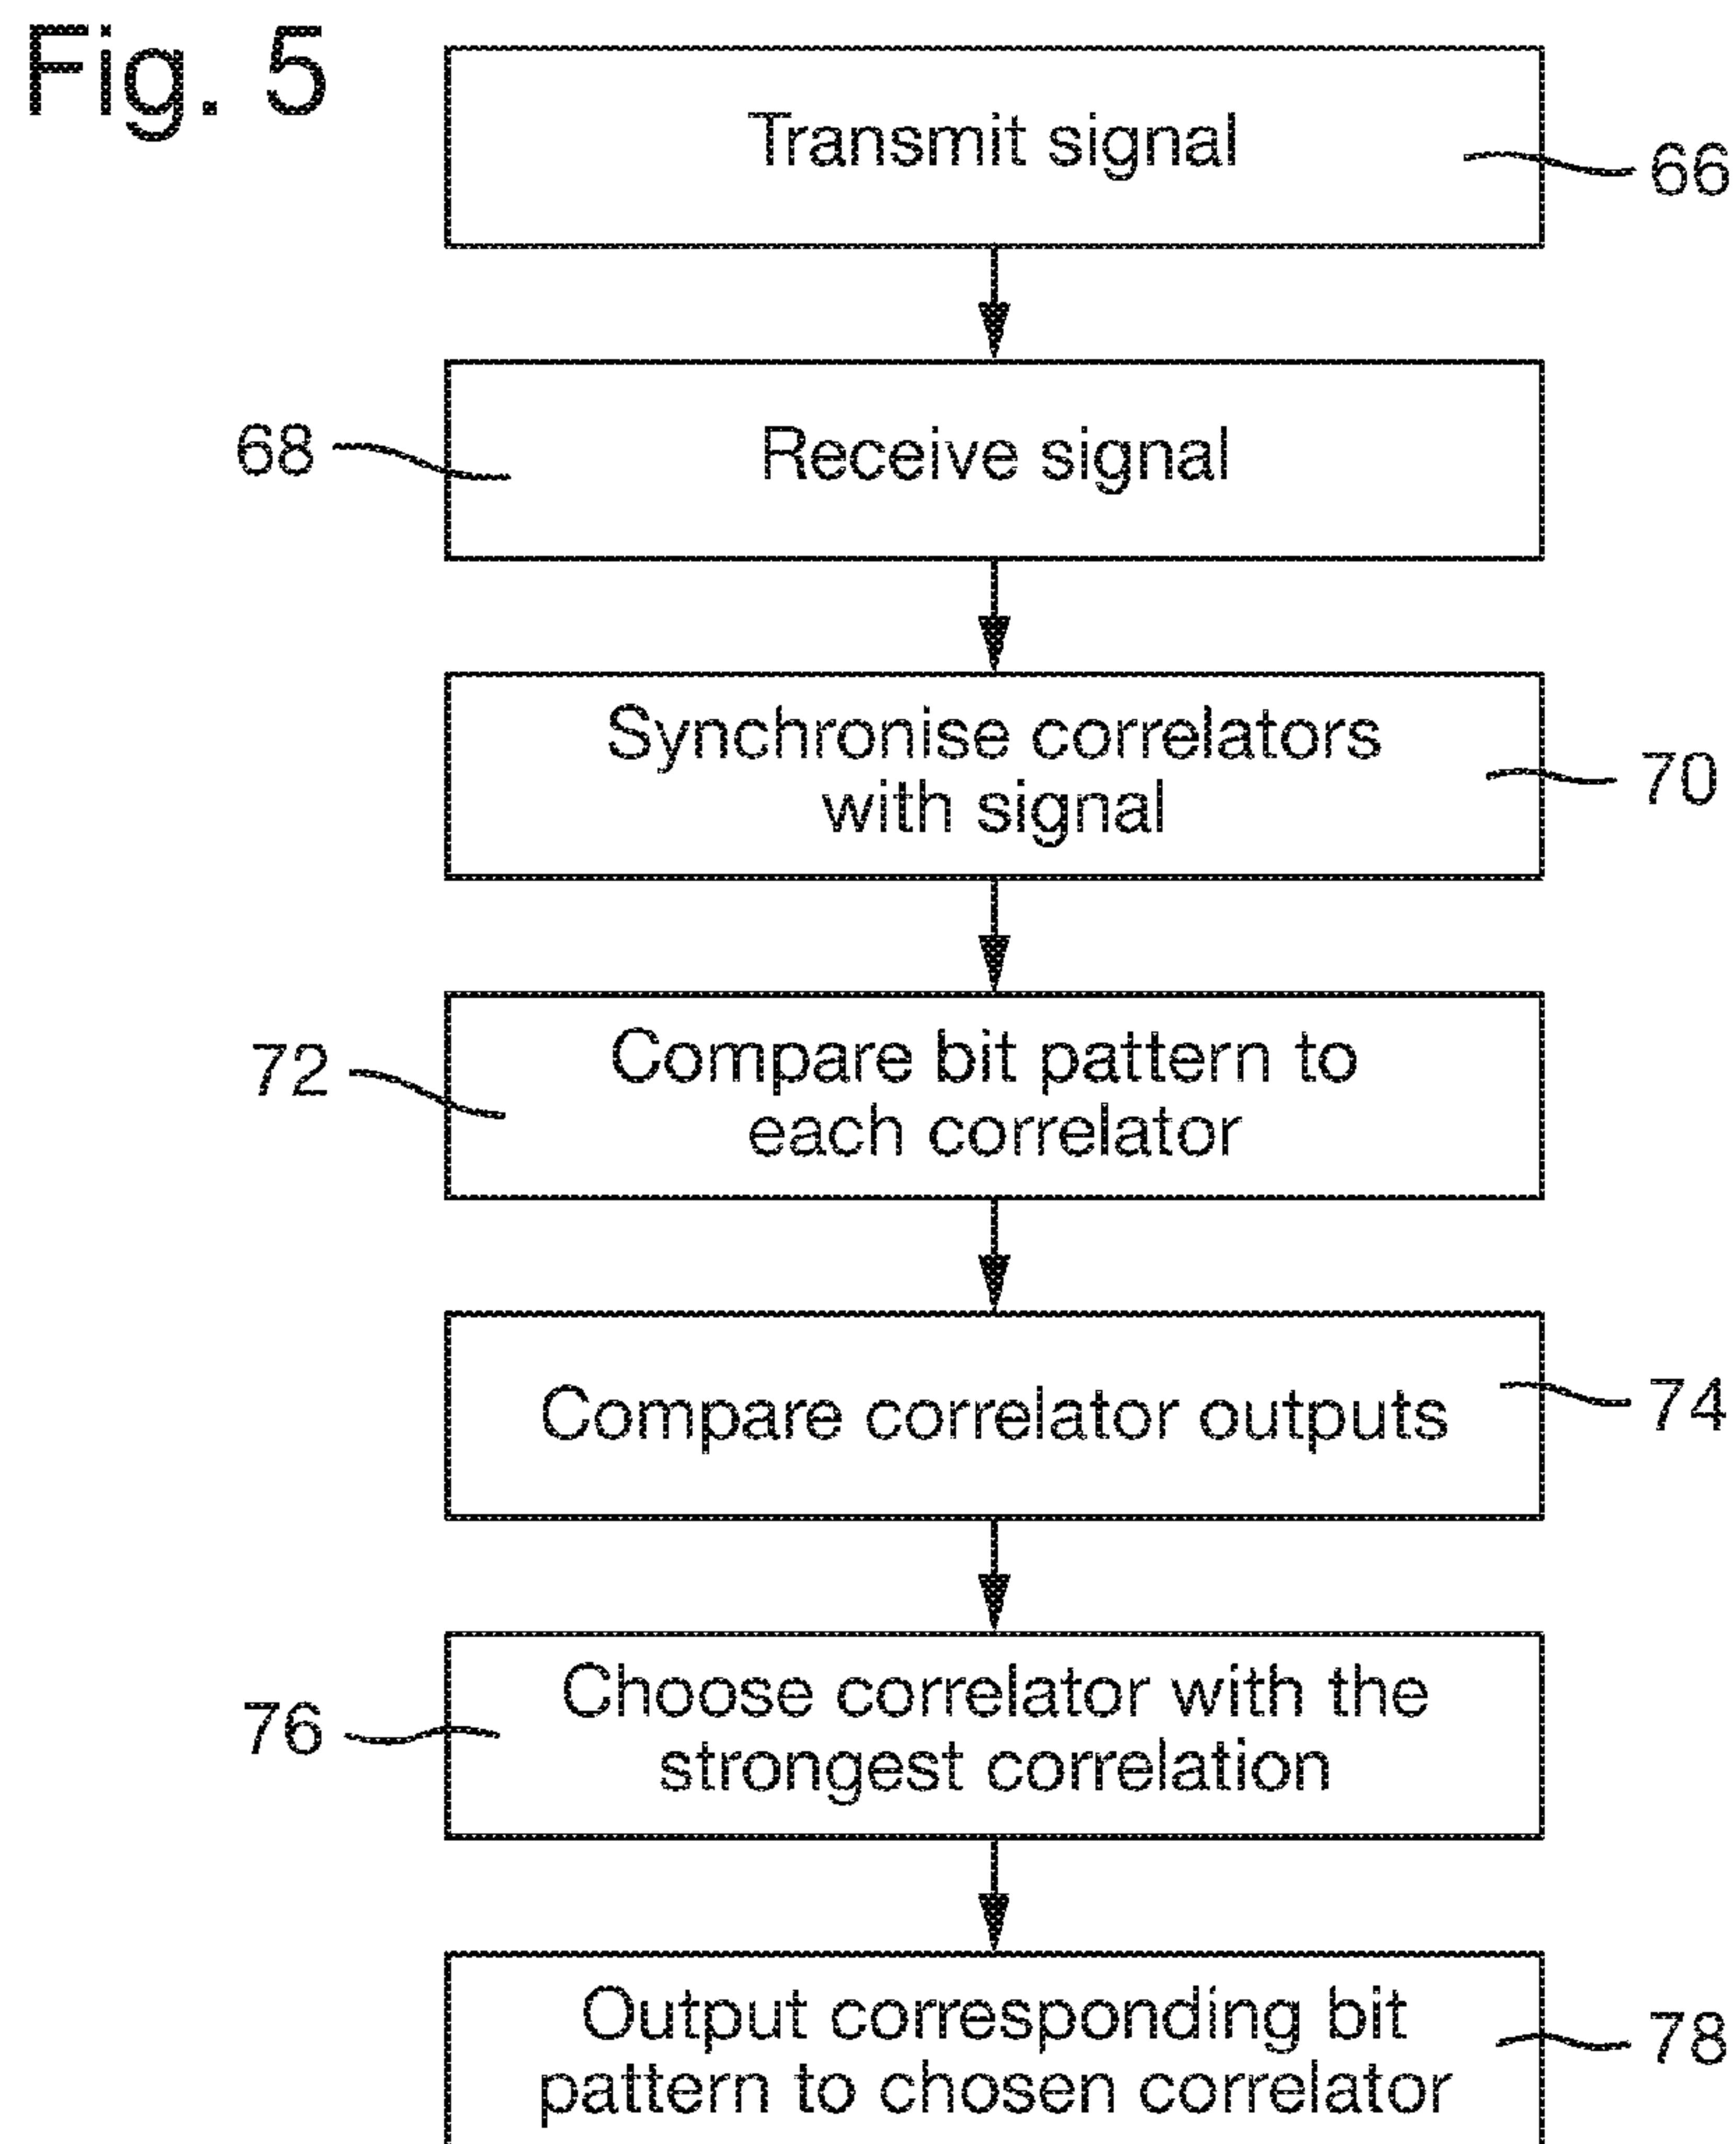 Fig. 5
Transmit signal
66
Receive signal
68
Synchronise correlators
with signal
70
Compare bit pattern to
each correlator
72
Compare correlator outputs
74
Choose correlator with the
strongest correlation
76
Output corresponding bit
pattern to chosen correlator
78